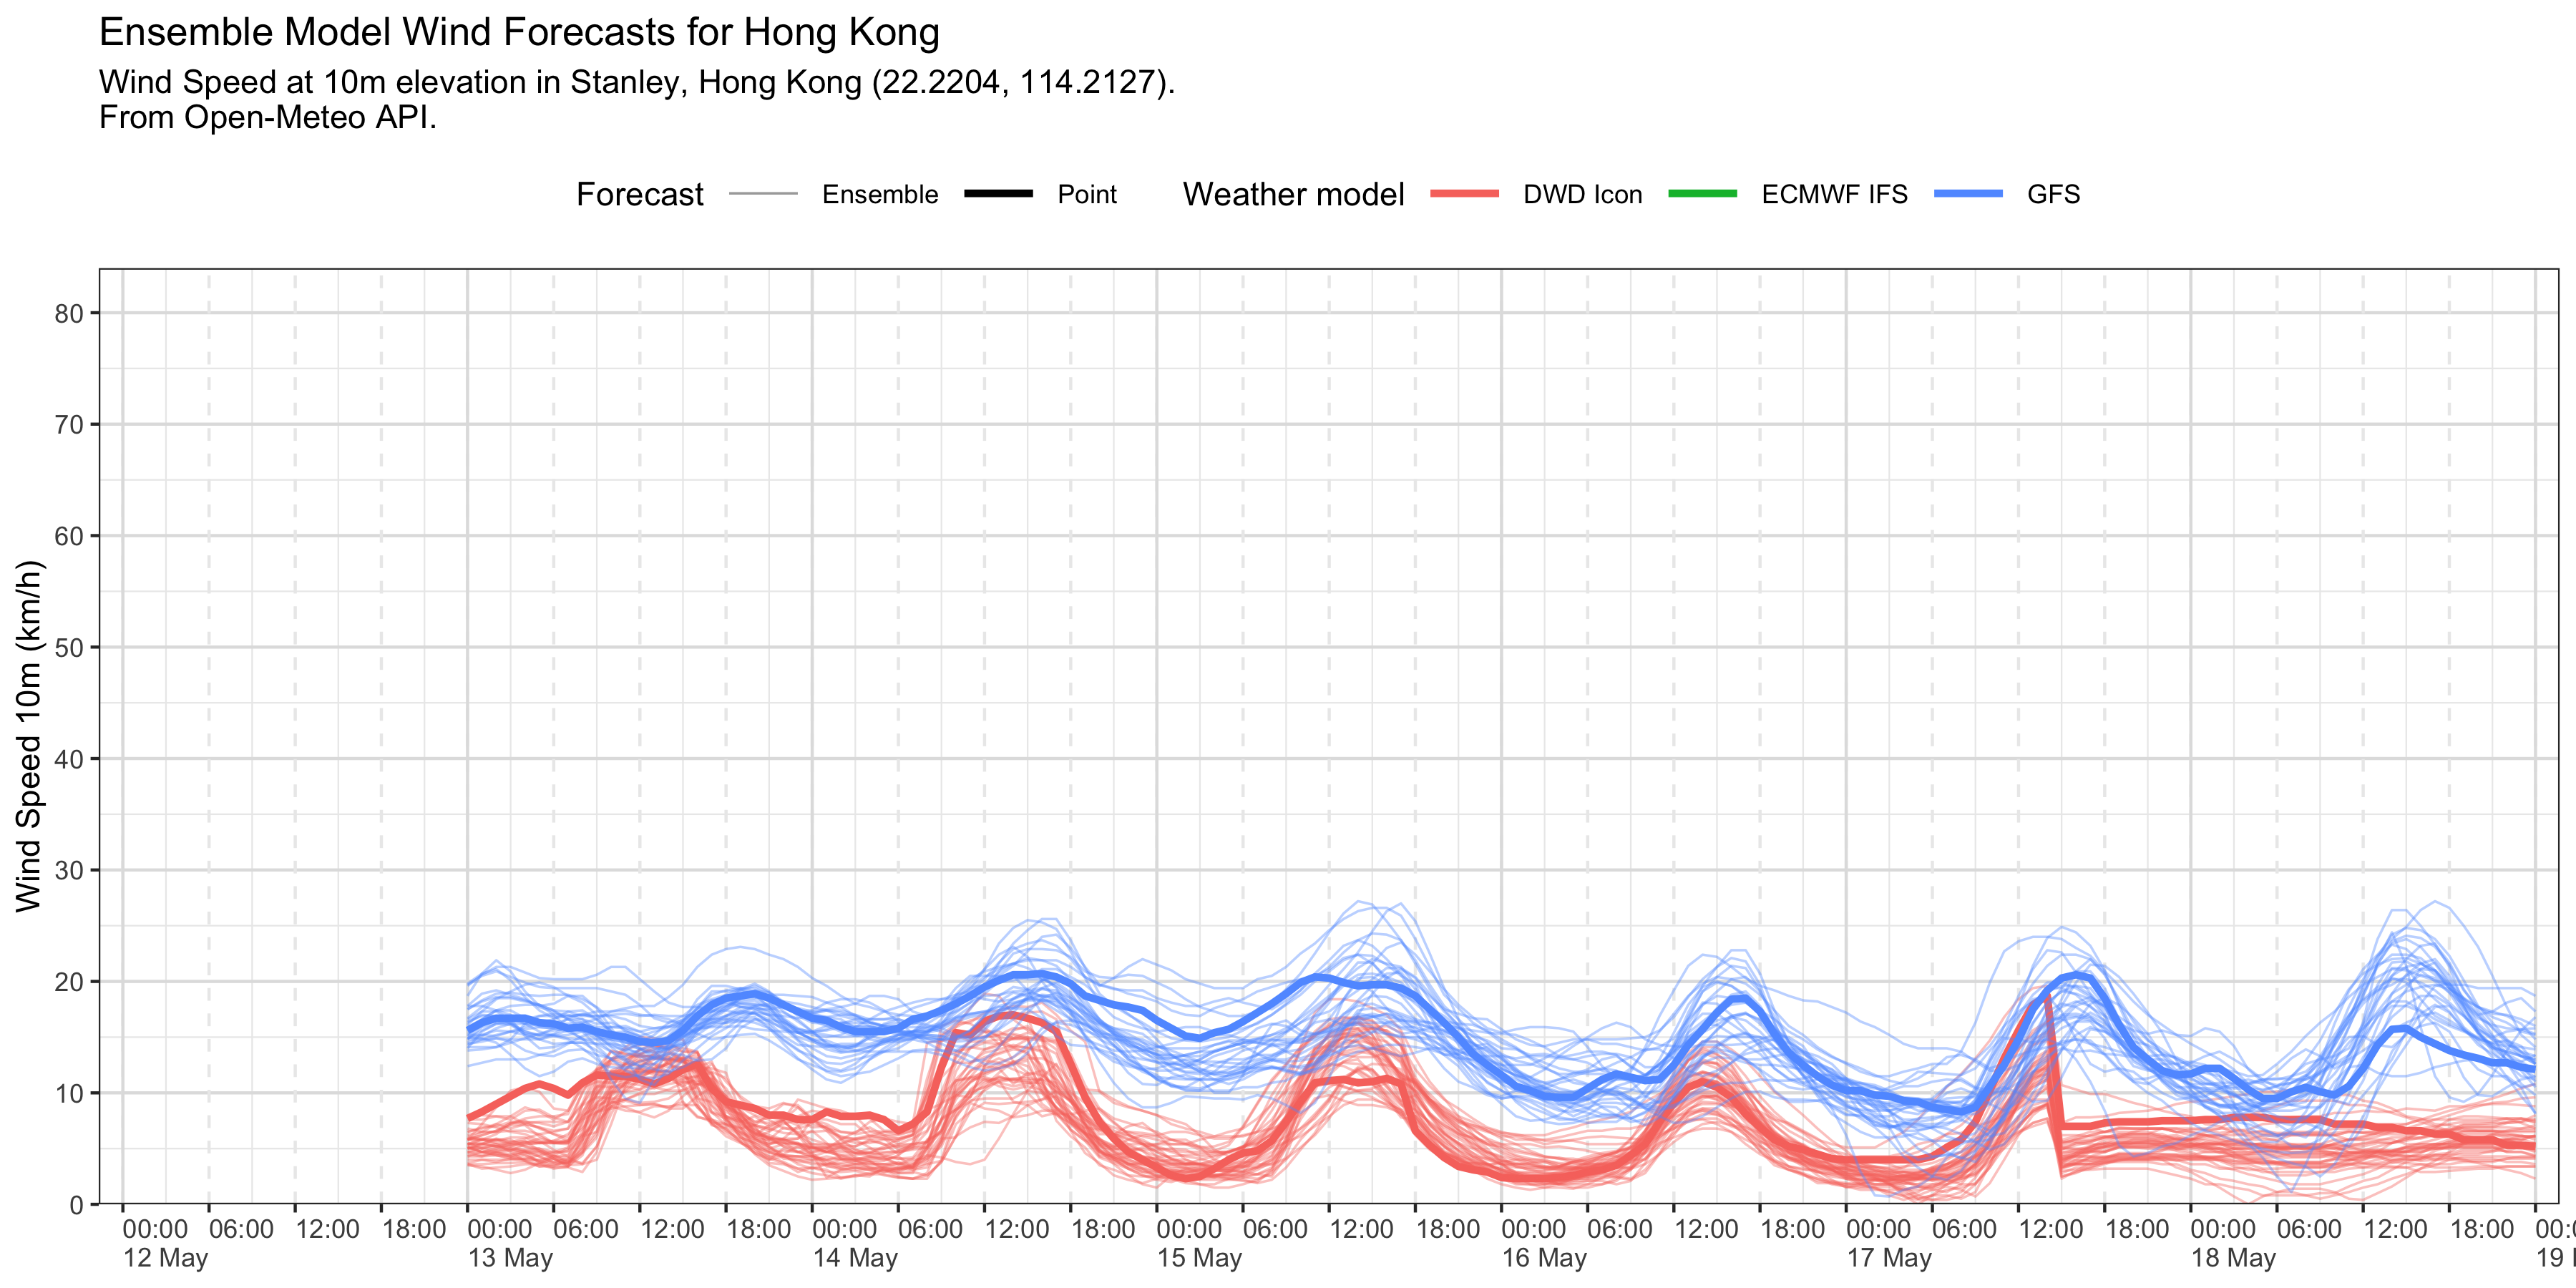 Ensemble Model Wind Forecasts for Hong Kong
Wind Speed at 10m elevation in Stanley, Hong Kong (22.2204, 114.2127).
From Open-Meteo API.
Forecast Ensemble Point Weather model DWD Icon ECMWF IFS GFS
Wind Speed 10m (km/h)
80
70
60
50
40
30
20
10
0
00:00 06:00 12:00 18:00 00:00 06:00 12:00 18:00 00:00 06:00 12:00 18:00 00:00 06:00 12:00 18:00 00:00 06:00 12:00 18:00 00:00 06:00 12:00 18:00 00:00 06:00 12:00 18:00
12 May 13 May 14 May 15 May 16 May 17 May 18 May 19